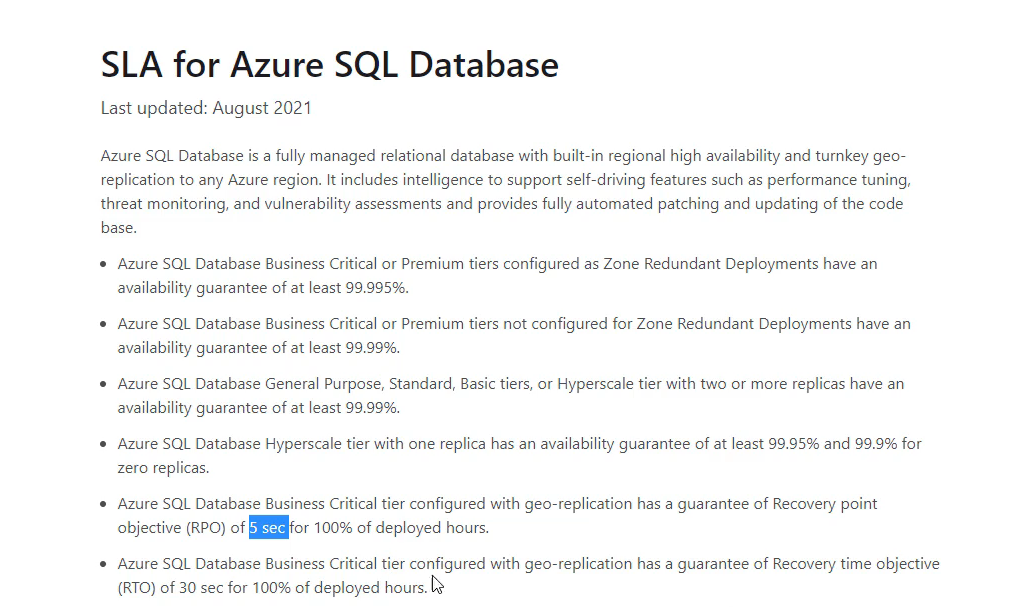 SLA for Azure SQL Database
Last updated: August 2021
Azure SQL Database is a fully managed relational database with built-in regional high availability and turnkey geo-
replication to any Azure region. It includes intelligence to support self-driving features such as performance tuning,
threat monitoring, and vulnerability assessments and provides fully automated patching and updating of the code
base.
• Azure SQL Database Business Critical or Premium tiers configured as Zone Redundant Deployments have an
availability guarantee of at least 99.995%.
• Azure SQL Database Business Critical or Premium tiers not configured for Zone Redundant Deployments have an
availability guarantee of at least 99.99%.
• Azure SQL Database General Purpose, Standard, Basic tiers, or Hyperscale tier with two or more replicas have an
availability guarantee of at least 99.99%.
• Azure SQL Database Hyperscale tier with one replica has an availability guarantee of at least 99.95% and 99.9% for
zero replicas.
• Azure SQL Database Business Critical tier configured with geo-replication has a guarantee of Recovery point
objective (RPO) of 5 sec for 100% of deployed hours.
• Azure SQL Database Business Critical tier configured with geo-replication has a guarantee of Recovery time objective
(RTO) of 30 sec for 100% of deployed hours.